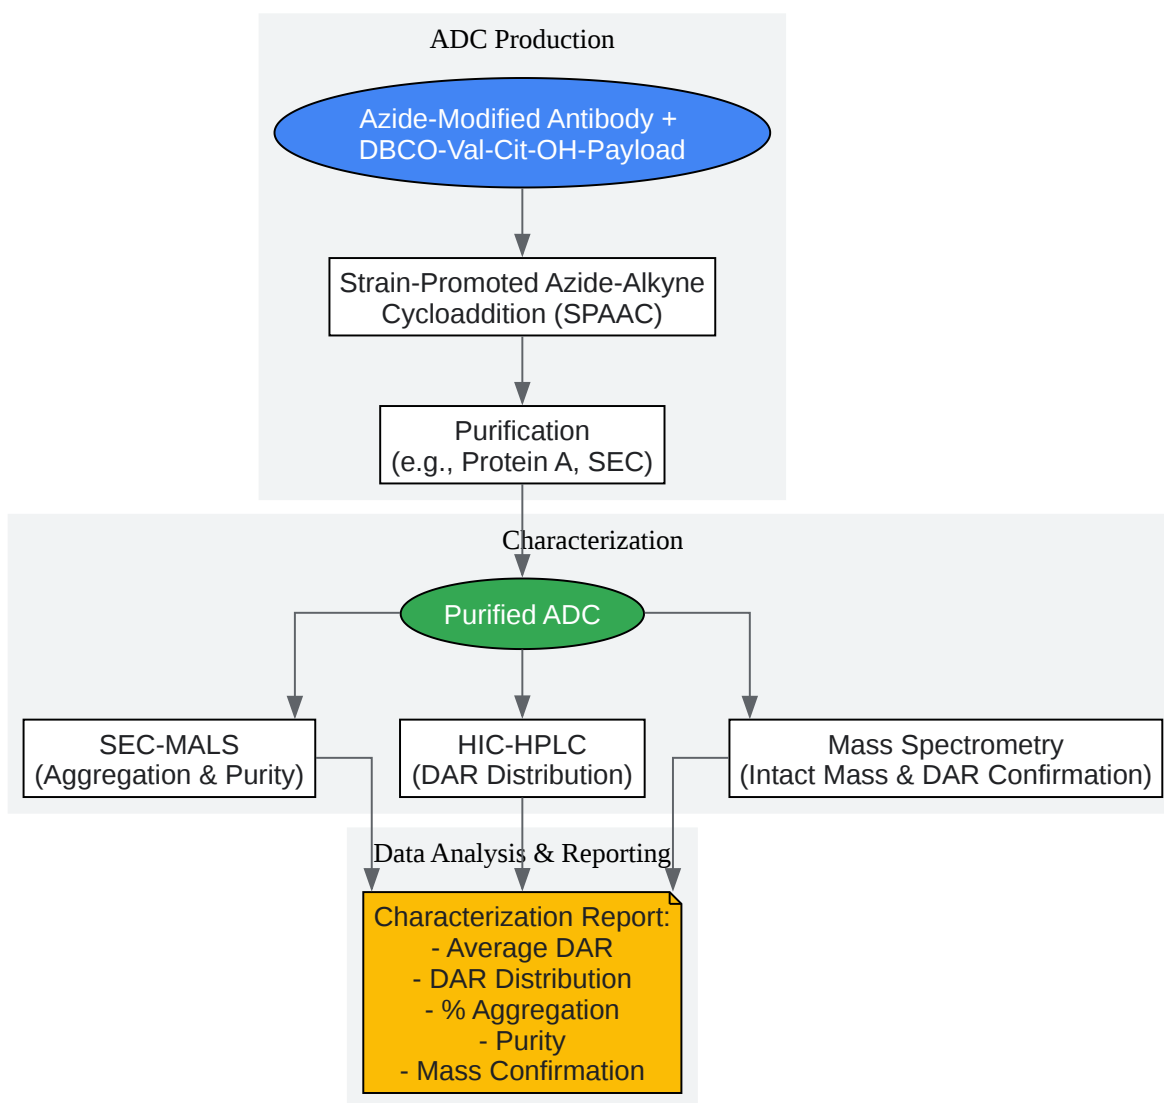 ADC Production
Azide-Modified Antibody +
DBCO-Val-Cit-OH-Payload
Strain-Promoted Azide-Alkyne
Cycloaddition (SPAAC)
Purification
(e.g., Protein A, SEC)
Characterization
Purified ADC
SEC-MALS
(Aggregation & Purity)
HIC-HPLC
(DAR Distribution)
Mass Spectrometry
(Intact Mass & DAR Confirmation)
Data Analysis & Reporting
Characterization Report:
- Average DAR
- DAR Distribution
- % Aggregation
- Purity
- Mass Confirmation